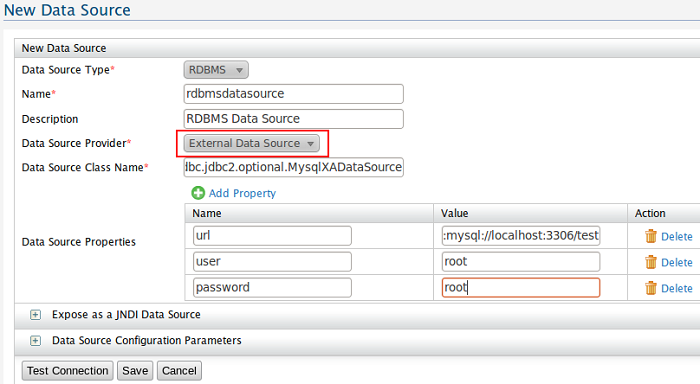 New Data Source
New Data Source
Data Source Type* RDBMS
Name* rdbmsdatasource
Description RDBMS Data Source
Data Source Provider* External Data Source
Data Source Class Name* dbc.jdbc2.optional.MysqlXADataSource
Add Property
Name Value Action
Data Source Properties
url :mysql://localhost:3306/test Delete
user root Delete
password root Delete
Expose as a JNDI Data Source
Data Source Configuration Parameters
Test Connection Save Cancel